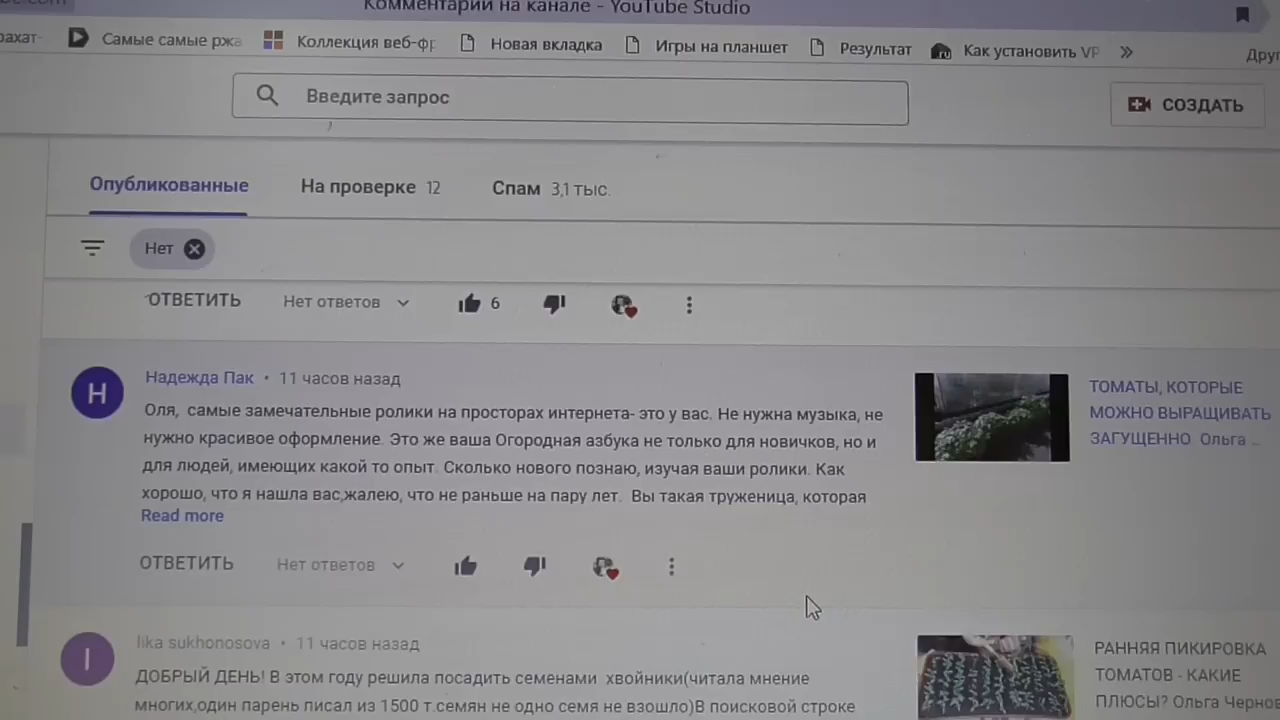 Комментарии на канале - YouTube Studio
Самые самые ржа
Коллекция веб-фр
Новая вкладка
Игры на планшет
Результат
Как установить VP
»
Друг
Введите запрос
СОЗДАТЬ
Опубликованные
На проверке 12
Спам 3,1 тыс.
Нет
ОТВЕТИТЬ
Нет ответов
6
Н
Надежда Пак • 11 часов назад
Оля, самые замечательные ролики на просторах интернета- это у вас. Не нужна музыка, не
нужно красивое оформление. Это же ваша Огородная азбука не только для новичков, но и
для людей, имеющих какой то опыт. Сколько нового познаю, изучая ваши ролики. Как
хорошо, что я нашла вас,жалею, что не раньше на пару лет. Вы такая труженица, которая
Read more
ТОМАТЫ, КОТОРЫЕ
МОЖНО ВЫРАЩИВАТЬ
ЗАГУЩЕННО Ольга ...
ОТВЕТИТЬ
Нет ответов
I
lika sukhonosova • 11 часов назад
ДОБРЫЙ ДЕНЬ! В этом году решила посадить семенами хвойники(читала мнение
многих,один парень писал из 1500 т.семян не одно семя не взошло)В поисковой строке
РАННЯЯ ПИКИРОВКА
ТОМАТОВ - КАКИЕ
ПЛЮСЫ? Ольга Чернов